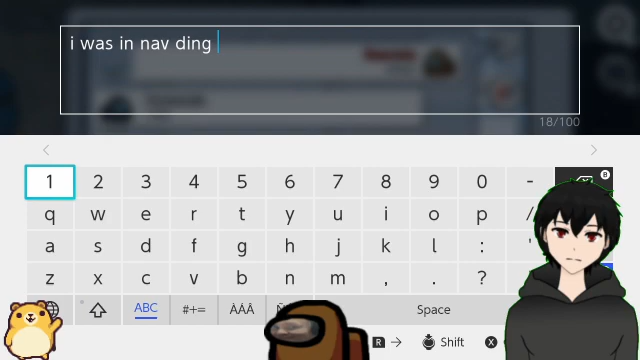 i was in nav ding
18/100
1 2 3 4 5 6 7 8 9 0 -
q w e r t y u i o p /
a s d f g h j k l : '
z x c v b n m , . ?
ABC #+= ÀÁÂ Space
R → Shift X